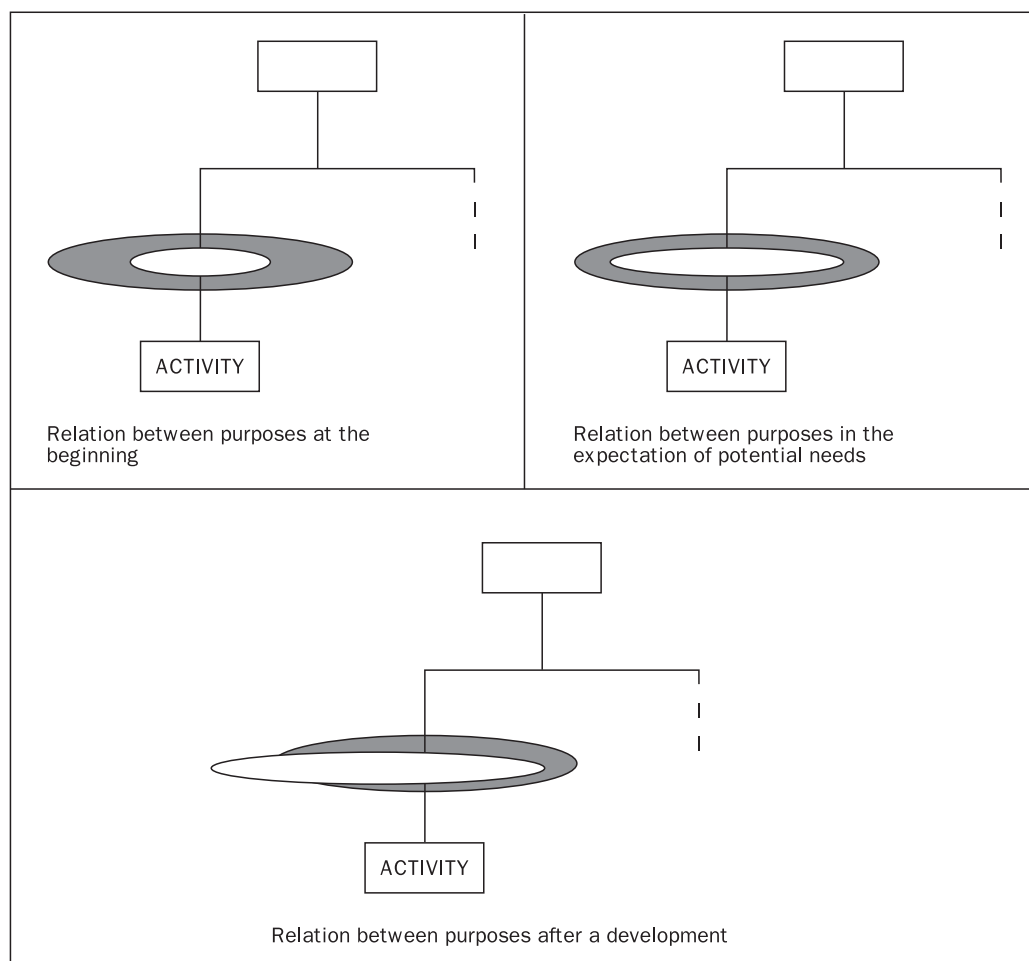 ACTIVITY
Relation between purposes at the
beginning
ACTIVITY
Relation between purposes in the
expectation of potential needs
ACTIVITY
Relation between purposes after a development